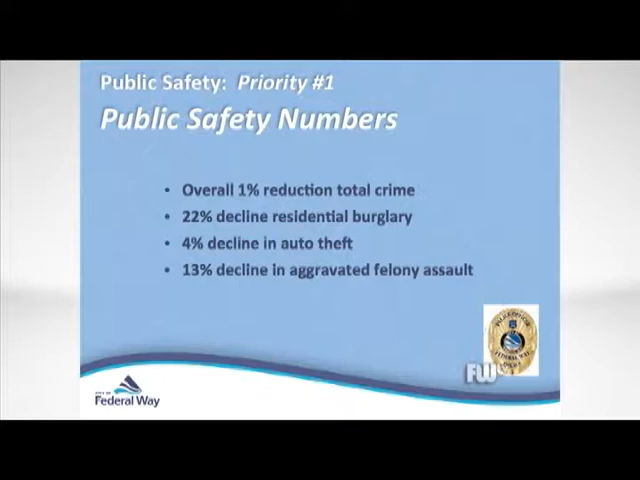 Public Safety: Priority #1
Public Safety Numbers
• Overall 1% reduction total crime
• 22% decline residential burglary
• 4% decline in auto theft
• 13% decline in aggravated felony assault
FW
CITY OF
Federal Way